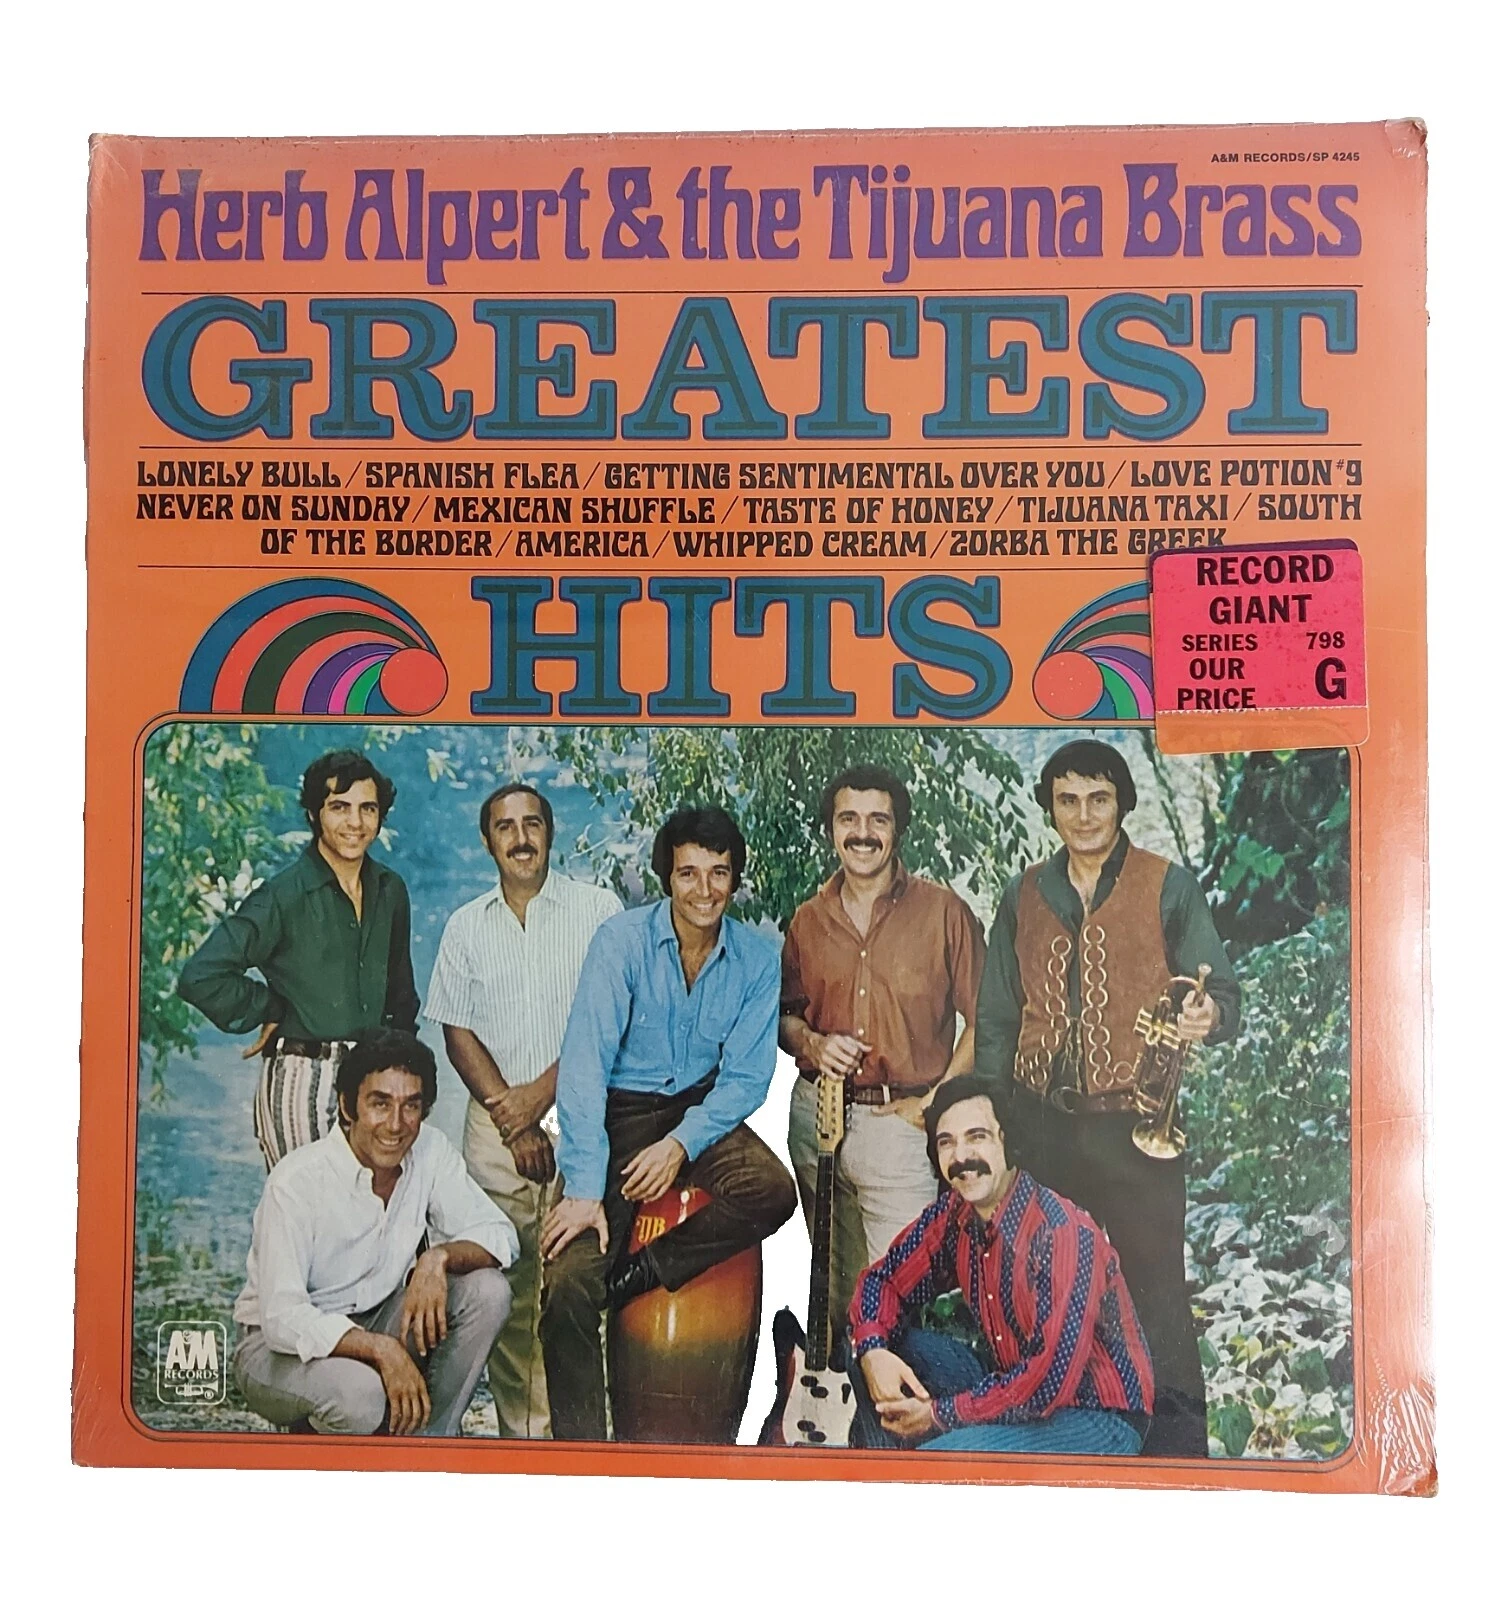 A&M RECORDS/SP 4245
Herb Alpert & the Tijuana Brass
GREATEST
LONELY BULL / SPANISH FLEA / GETTING SENTIMENTAL OVER YOU / LOVE POTION #9
NEVER ON SUNDAY / MEXICAN SHUFFLE / TASTE OF HONEY / TIJUANA TAXI / SOUTH
OF THE BORDER / AMERICA / WHIPPED CREAM / ZORBA THE GREEK
HITS
RECORD
GIANT
SERIES 798
OUR G
PRICE
TJB
A&M
RECORDS
®